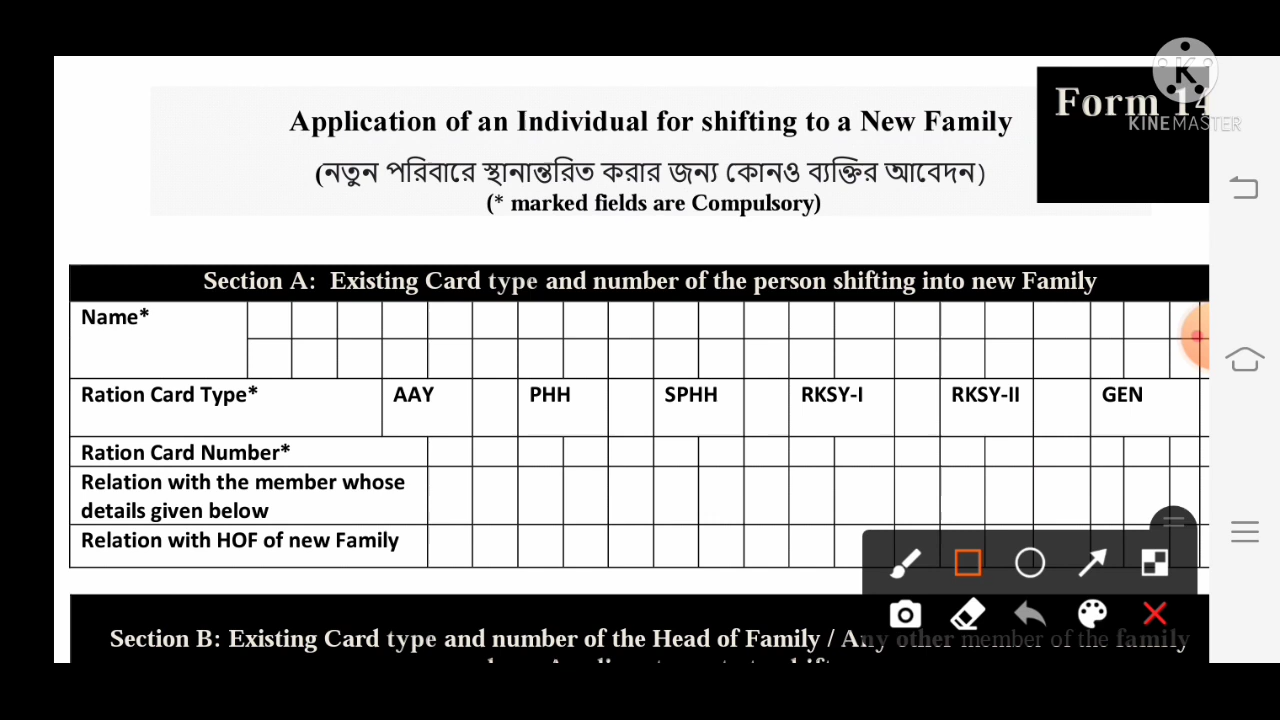 Form 14
KINEMASTER
Application of an Individual for shifting to a New Family
(নতুন পরিবারে স্থানান্তরিত করার জন্য কোনও ব্যক্তির আবেদন)
(* marked fields are Compulsory)
Section A: Existing Card type and number of the person shifting into new Family
Name*
Ration Card Type* AAY PHH SPHH RKSY-I RKSY-II GEN
Ration Card Number*
Relation with the member whose
details given below
Relation with HOF of new Family
Section B: Existing Card type and number of the Head of Family / Any other member of the family